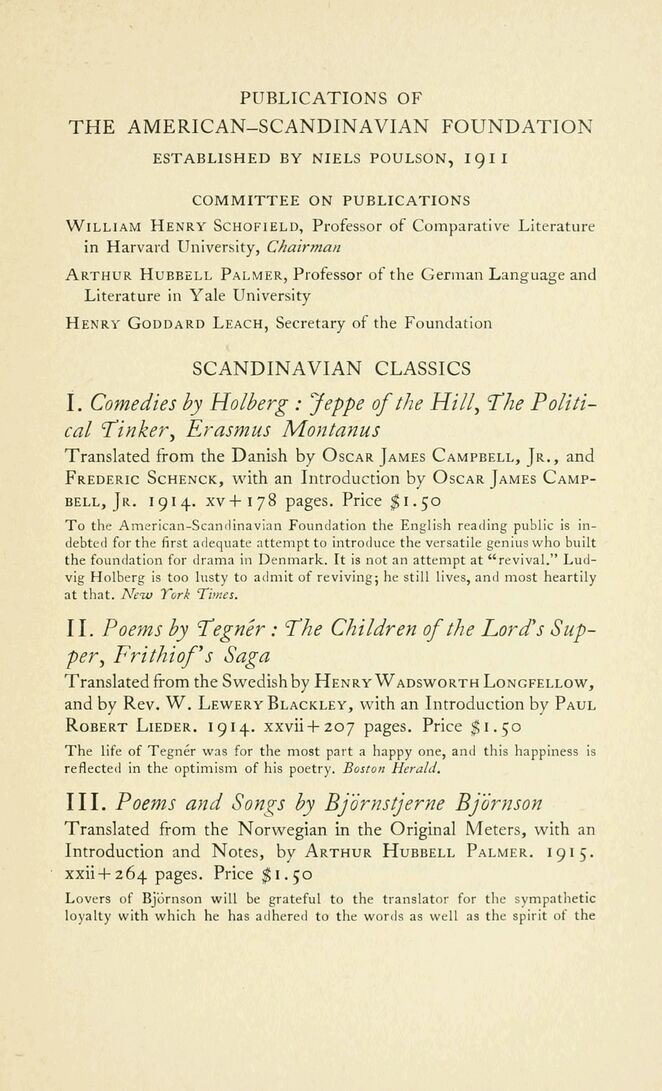 PUBLICATIONS OF
THE AMERICAN–SCANDINAVIAN FOUNDATION
ESTABLISHED BY NIELS POULSON, 1911
COMMITTEE ON PUBLICATIONS
WILLIAM HENRY SCHOFIELD, Professor of Comparative Literature
in Harvard University, Chairman
ARTHUR HUBBELL PALMER, Professor of the German Language and
Literature in Yale University
HENRY GODDARD LEACH, Secretary of the Foundation
SCANDINAVIAN CLASSICS
I. Comedies by Holberg : Jeppe of the Hill, The Politi-
cal Tinker, Erasmus Montanus
Translated from the Danish by OSCAR JAMES CAMPBELL, JR., and
FREDERIC SCHENCK, with an Introduction by OSCAR JAMES CAMP-
BELL, JR. 1914. xv+178 pages. Price $1.50
To the American-Scandinavian Foundation the English reading public is in-
debted for the first adequate attempt to introduce the versatile genius who built
the foundation for drama in Denmark. It is not an attempt at “revival.” Lud-
vig Holberg is too lusty to admit of reviving; he still lives, and most heartily
at that. New York Times.
II. Poems by Tegnér : The Children of the Lord's Sup-
per, Frithiof's Saga
Translated from the Swedish by HENRY WADSWORTH LONGFELLOW,
and by Rev. W. LEWERY BLACKLEY, with an Introduction by PAUL
ROBERT LIEDER. 1914. xxvii+207 pages. Price $1.50
The life of Tegnér was for the most part a happy one, and this happiness is
reflected in the optimism of his poetry. Boston Herald.
III. Poems and Songs by Björnstjerne Björnson
Translated from the Norwegian in the Original Meters, with an
Introduction and Notes, by ARTHUR HUBBELL PALMER. 1915.
xxii+264 pages. Price $1.50
Lovers of Björnson will be grateful to the translator for the sympathetic
loyalty with which he has adhered to the words as well as the spirit of the